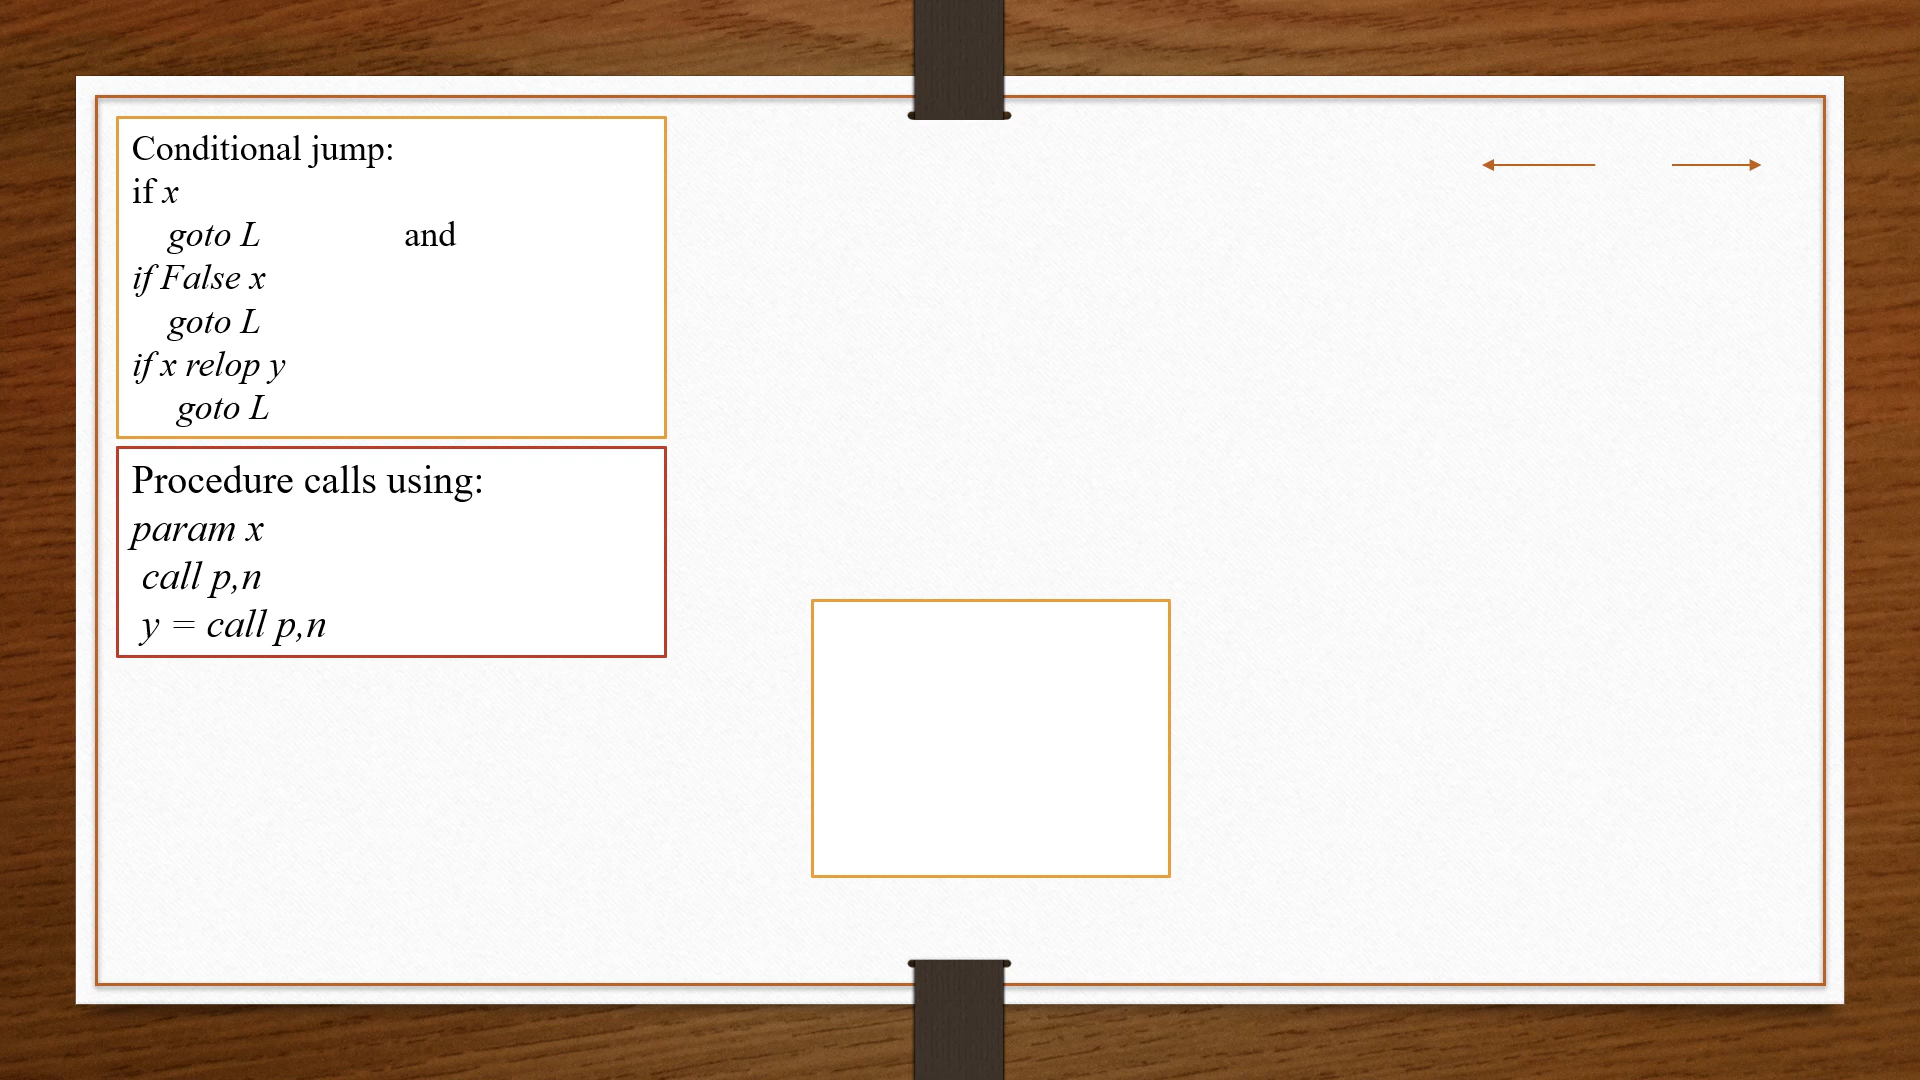 Conditional jump:
if x
goto L and
if False x
goto L
if x relop y
goto L
Procedure calls using:
param x
call p,n
y = call p,n